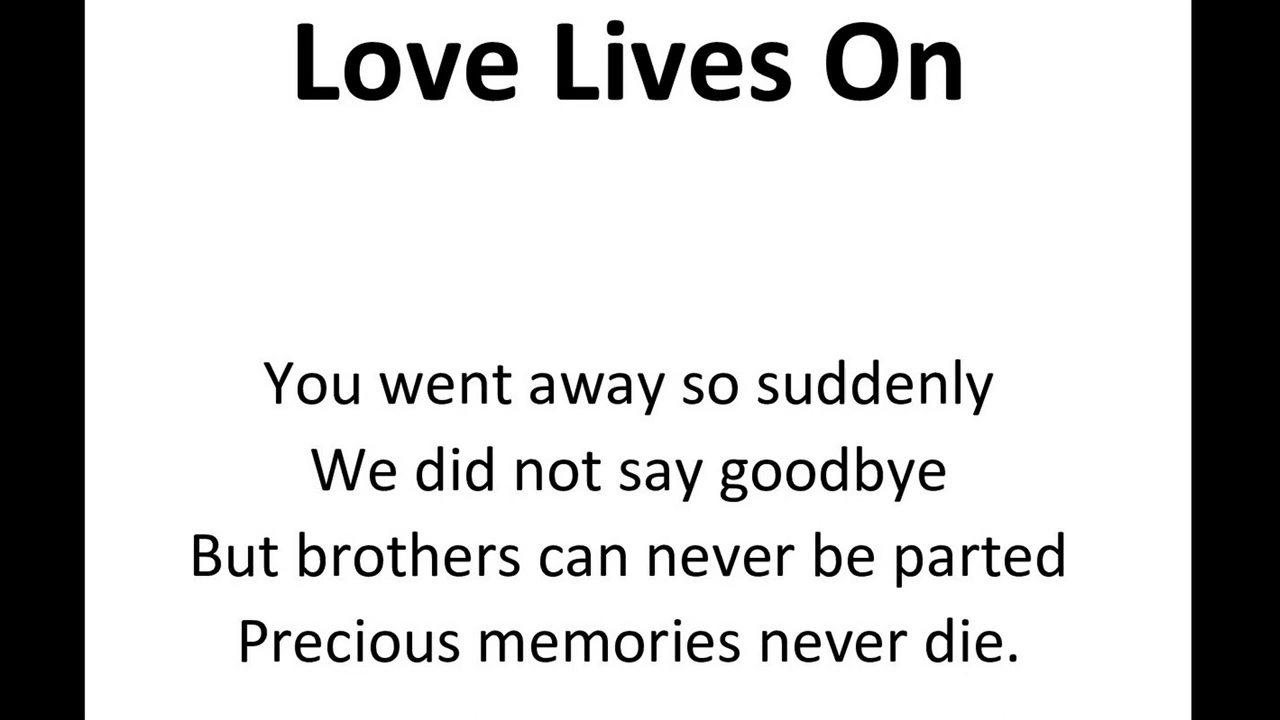 Love Lives On
You went away so suddenly
We did not say goodbye
But brothers can never be parted
Precious memories never die.